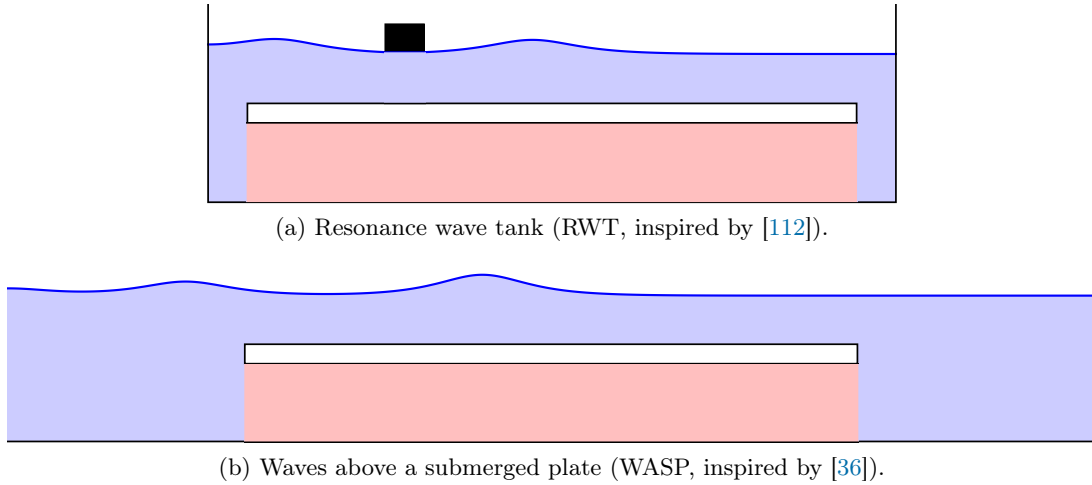 (a) Resonance wave tank (RWT, inspired by [112]).
(b) Waves above a submerged plate (WASP, inspired by [36]).